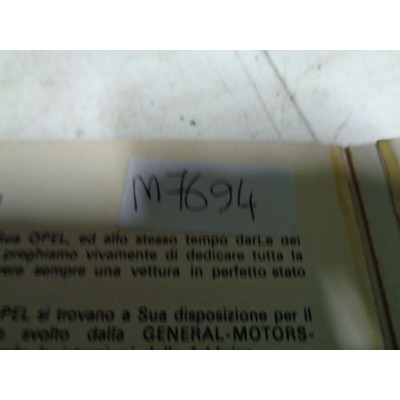 M7694
Sua OPEL, ed allo stesso tempo darLe dei
preghiamo vivamente di dedicare tutta la
sempre una vettura in perfetto stato
OPEL si trovano a Sua disposizione per il
svolto dalla GENERAL-MOTORS-